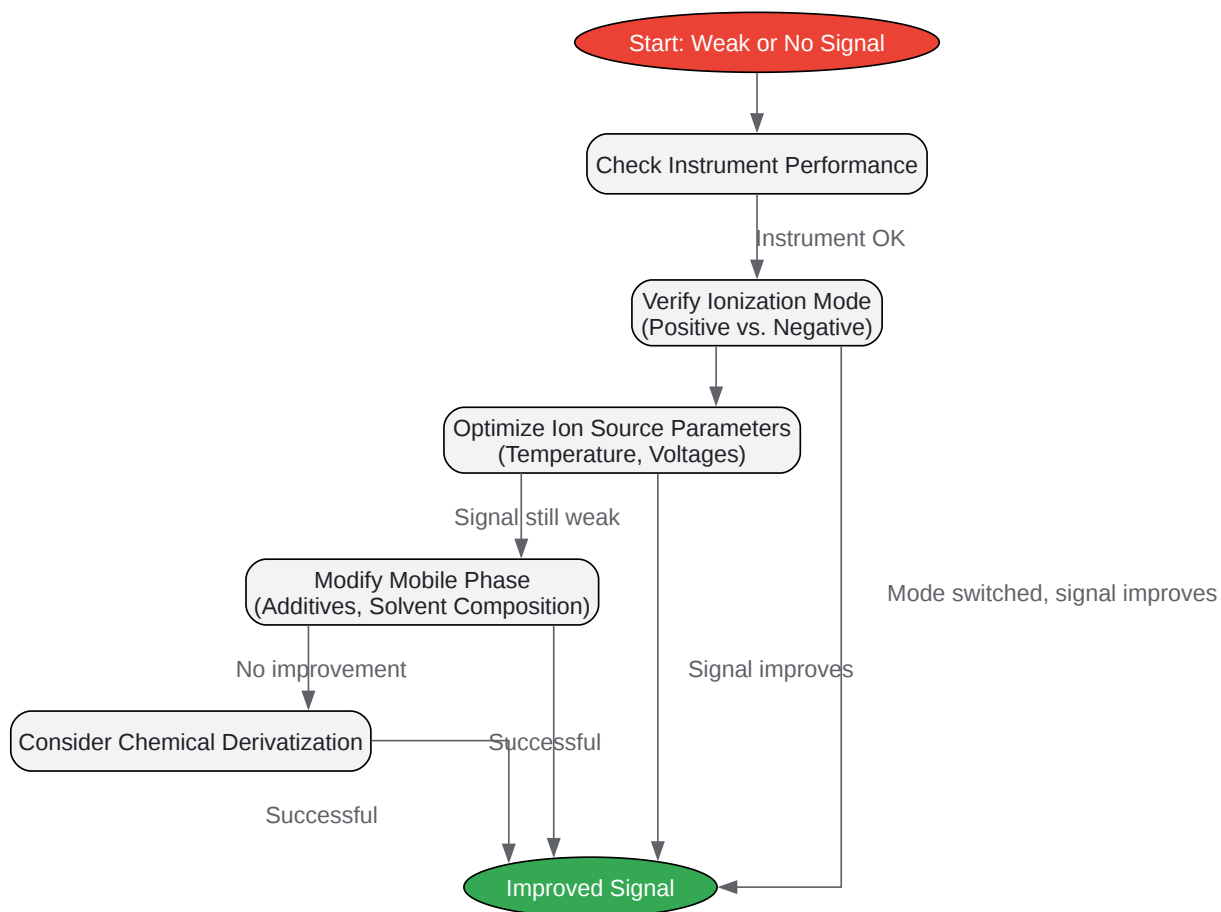 Start: Weak or No Signal
Check Instrument Performance
Instrument OK
Verify Ionization Mode
(Positive vs. Negative)
Optimize Ion Source Parameters
(Temperature, Voltages)
Signal still weak
Modify Mobile Phase
(Additives, Solvent Composition)
Mode switched, signal improves
No improvement
Signal improves
Consider Chemical Derivatization
Successful
Successful
Improved Signal